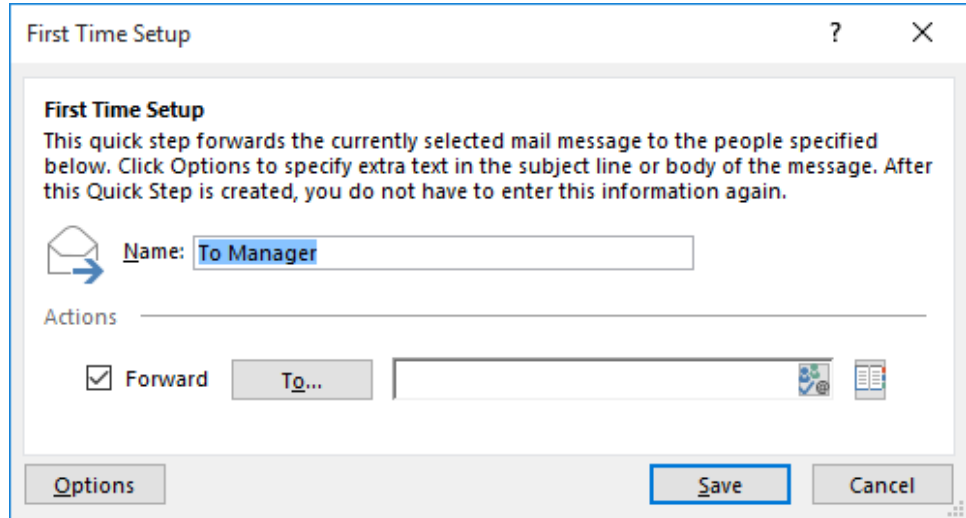 First Time Setup
?
First Time Setup
This quick step forwards the currently selected mail message to the people specified
below. Click Options to specify extra text in the subject line or body of the message. After
this Quick Step is created, you do not have to enter this information again.
Name: To Manager
Actions
Forward To...
Options Save Cancel